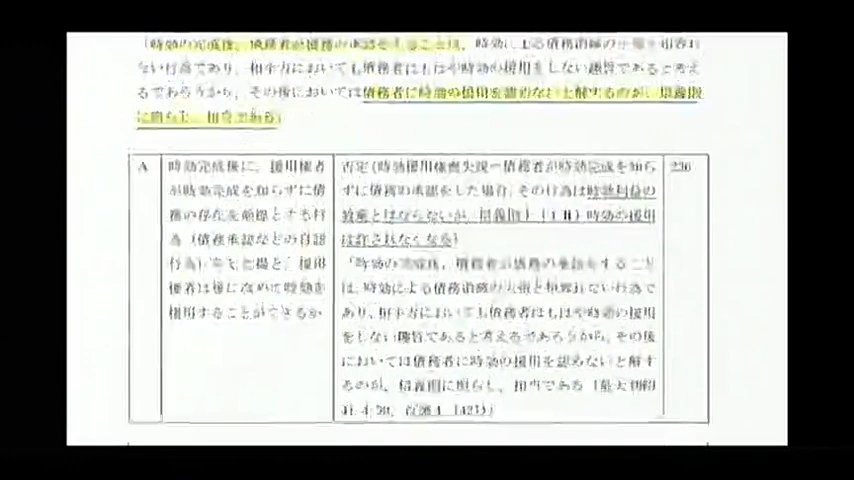 「時効の完成後、債務者が債務の承認をすることは、時効による債務消滅の主張と相容れ
ない行為であり、相手方においても債務者はもはや時効の援用をしない趣旨であると考え
るであろうから、その後においては債務者に時効の援用を認めないと解するのが、信義則
に照らし、相当である」
A
時効完成後に、援用権者
が時効完成を知らずに債
務の存在を前提とする行
為（債務承認などの自認
行為）をした場
は後に改めて時効を
援用することができるか
否定（時効援用権喪失説＝債務者が時効完成を知ら
ずに債務の承認をした場合、その行為は時効利益の
放棄とはならないが、信義則）（1Ⅱ）時効の援用
は許されなくなる）
「時効の完成後、債務者が債務の承認をすること
は、時効による債務消滅の主張と相容れない行為で
あり、相手方においても債務者はもはや時効の援用
をしない趣旨であると考えるであろうから、その後
においては債務者に時効の援用を認めないと解す
るのが、信義則に照らし、相当である（最大判昭
41.4.20、百選Ⅰ〔42〕）
236